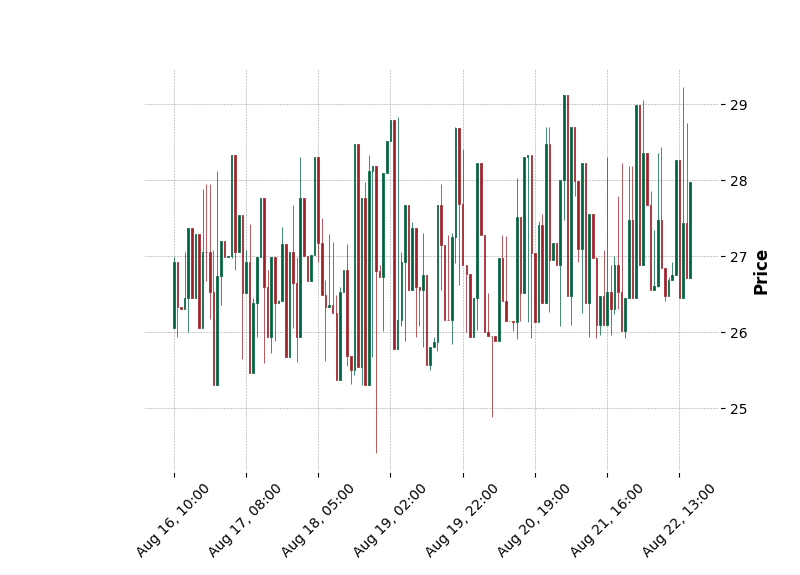 29
28
27
26
25
Price
Aug 16, 10:00
Aug 17, 08:00
Aug 18, 05:00
Aug 19, 02:00
Aug 19, 22:00
Aug 20, 19:00
Aug 21, 16:00
Aug 22, 13:00